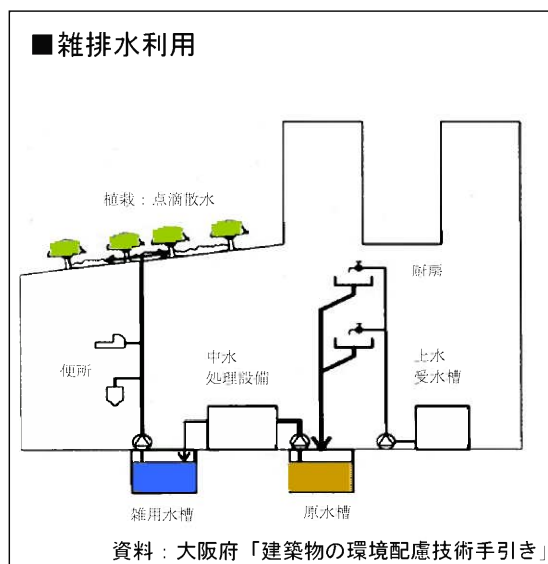 ■雑排水利用
植栽：点滴散水
厨房
便所
中水
処理設備
上水
受水槽
雑用水槽
原水槽
資料：大阪府「建築物の環境配慮技術手引き」